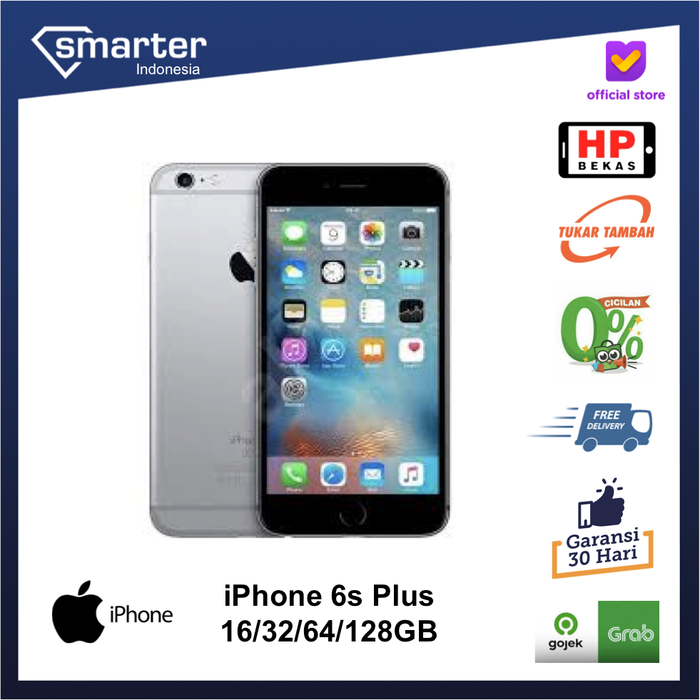 smarter
Indonesia
official store
HP
BEKAS
TUKAR TAMBAH
CICILAN
0%
FREE
DELIVERY
Garansi
30 Hari
iPhone
iPhone 6s Plus
16/32/64/128GB
gojek
Grab